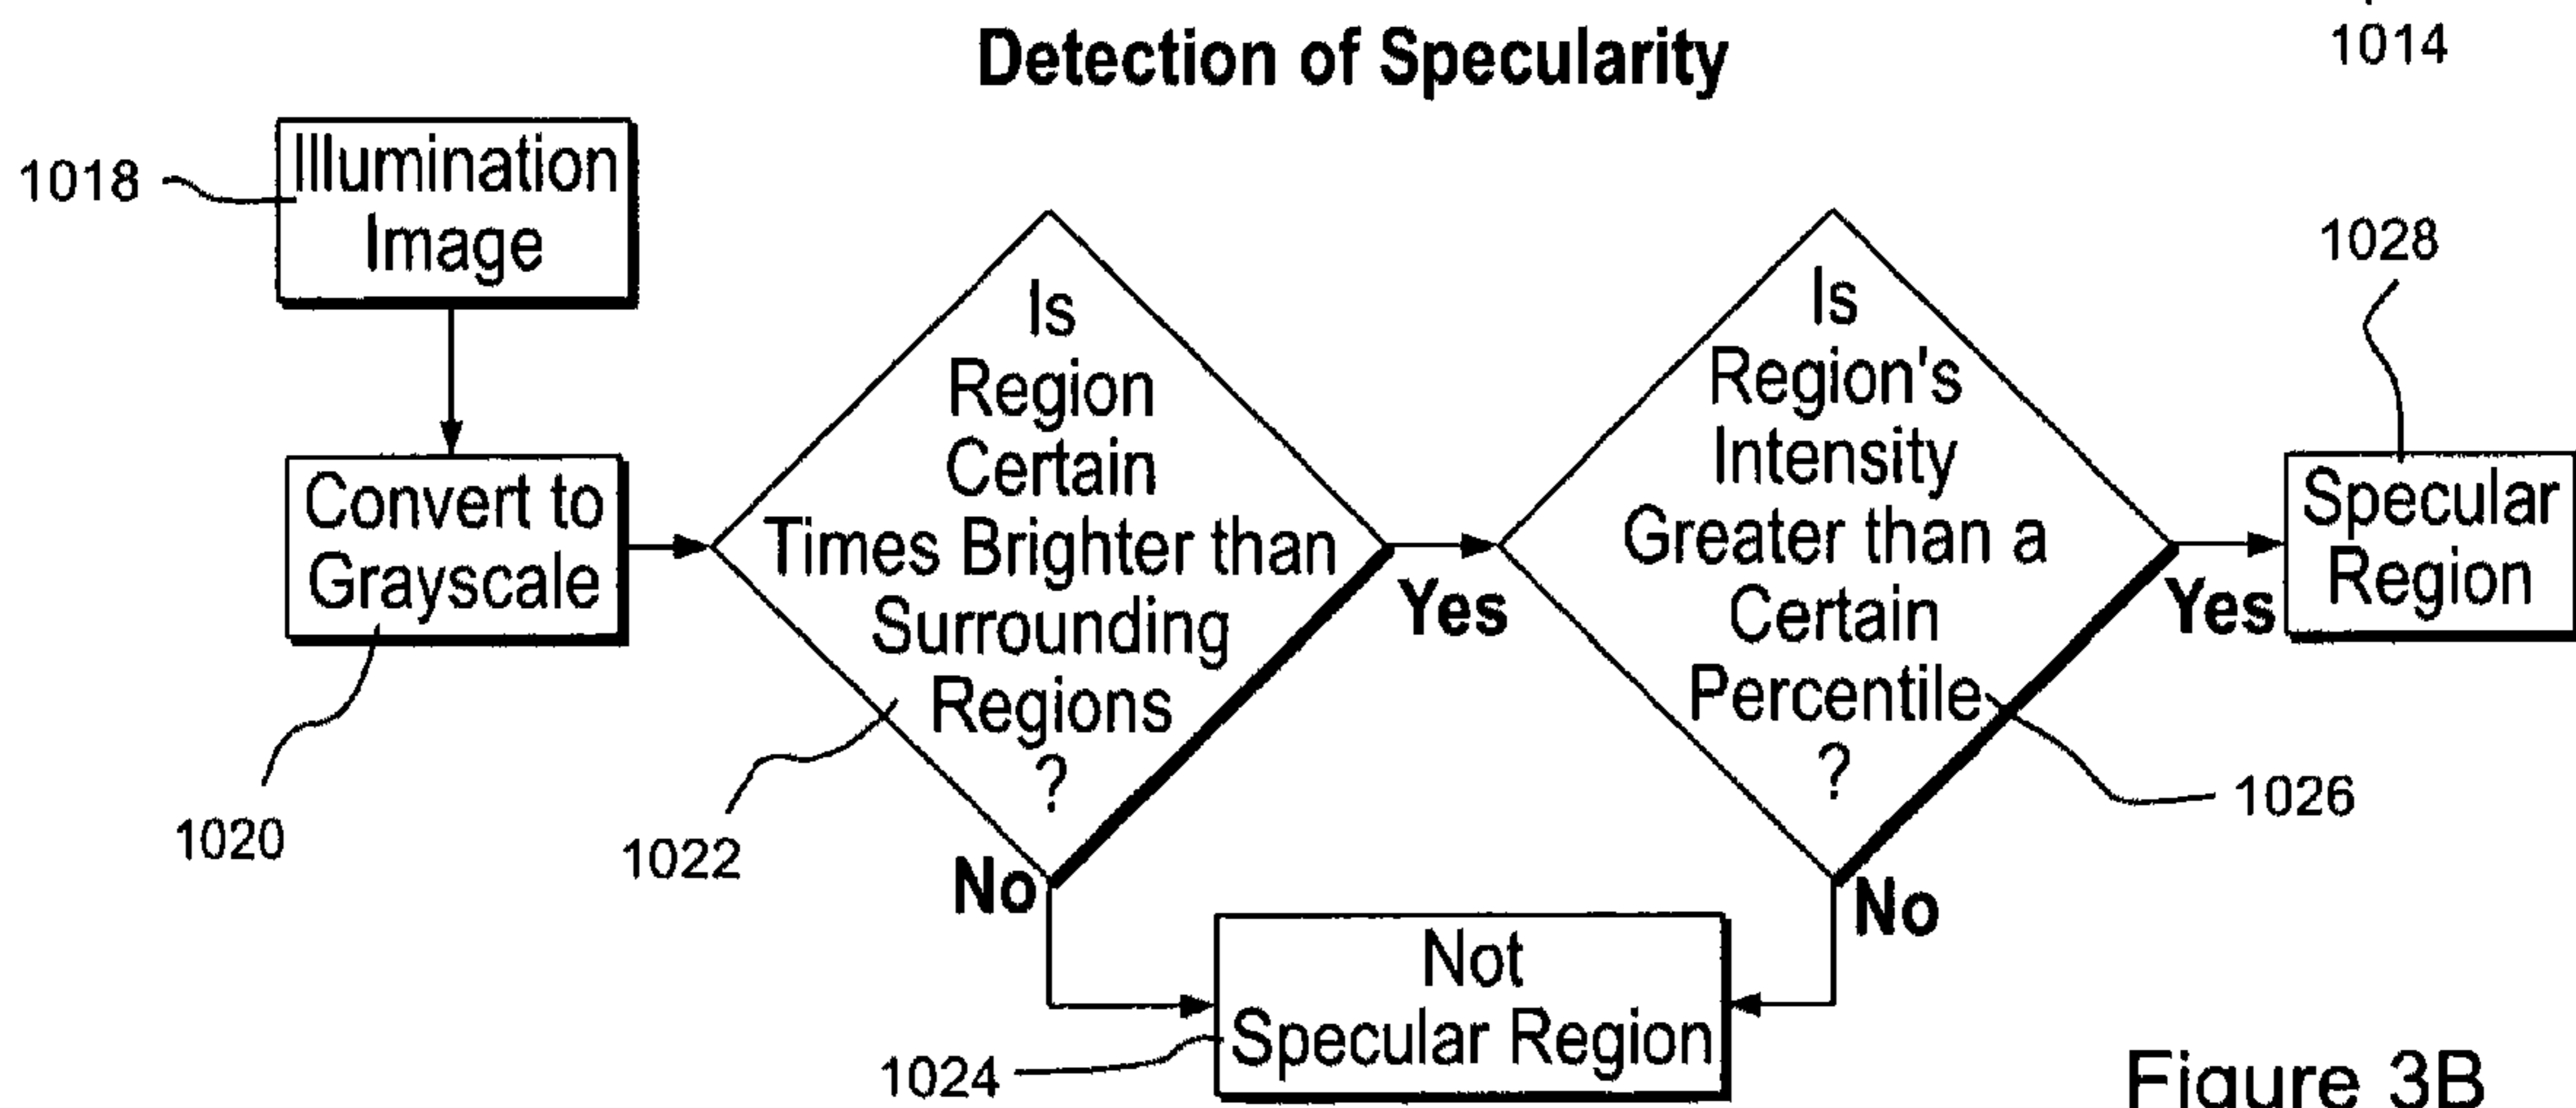 1014
Detection of Specularity
1018
Illumination
Image
Convert to
Grayscale
1020
Is
Region
Certain
Times Brighter than
Surrounding
Regions
?
1022
Yes
No
Is
Region's
Intensity
Greater than a
Certain
Percentile
?
1026
Yes
No
1028
Specular
Region
Not
Specular Region
1024
Figure 3B